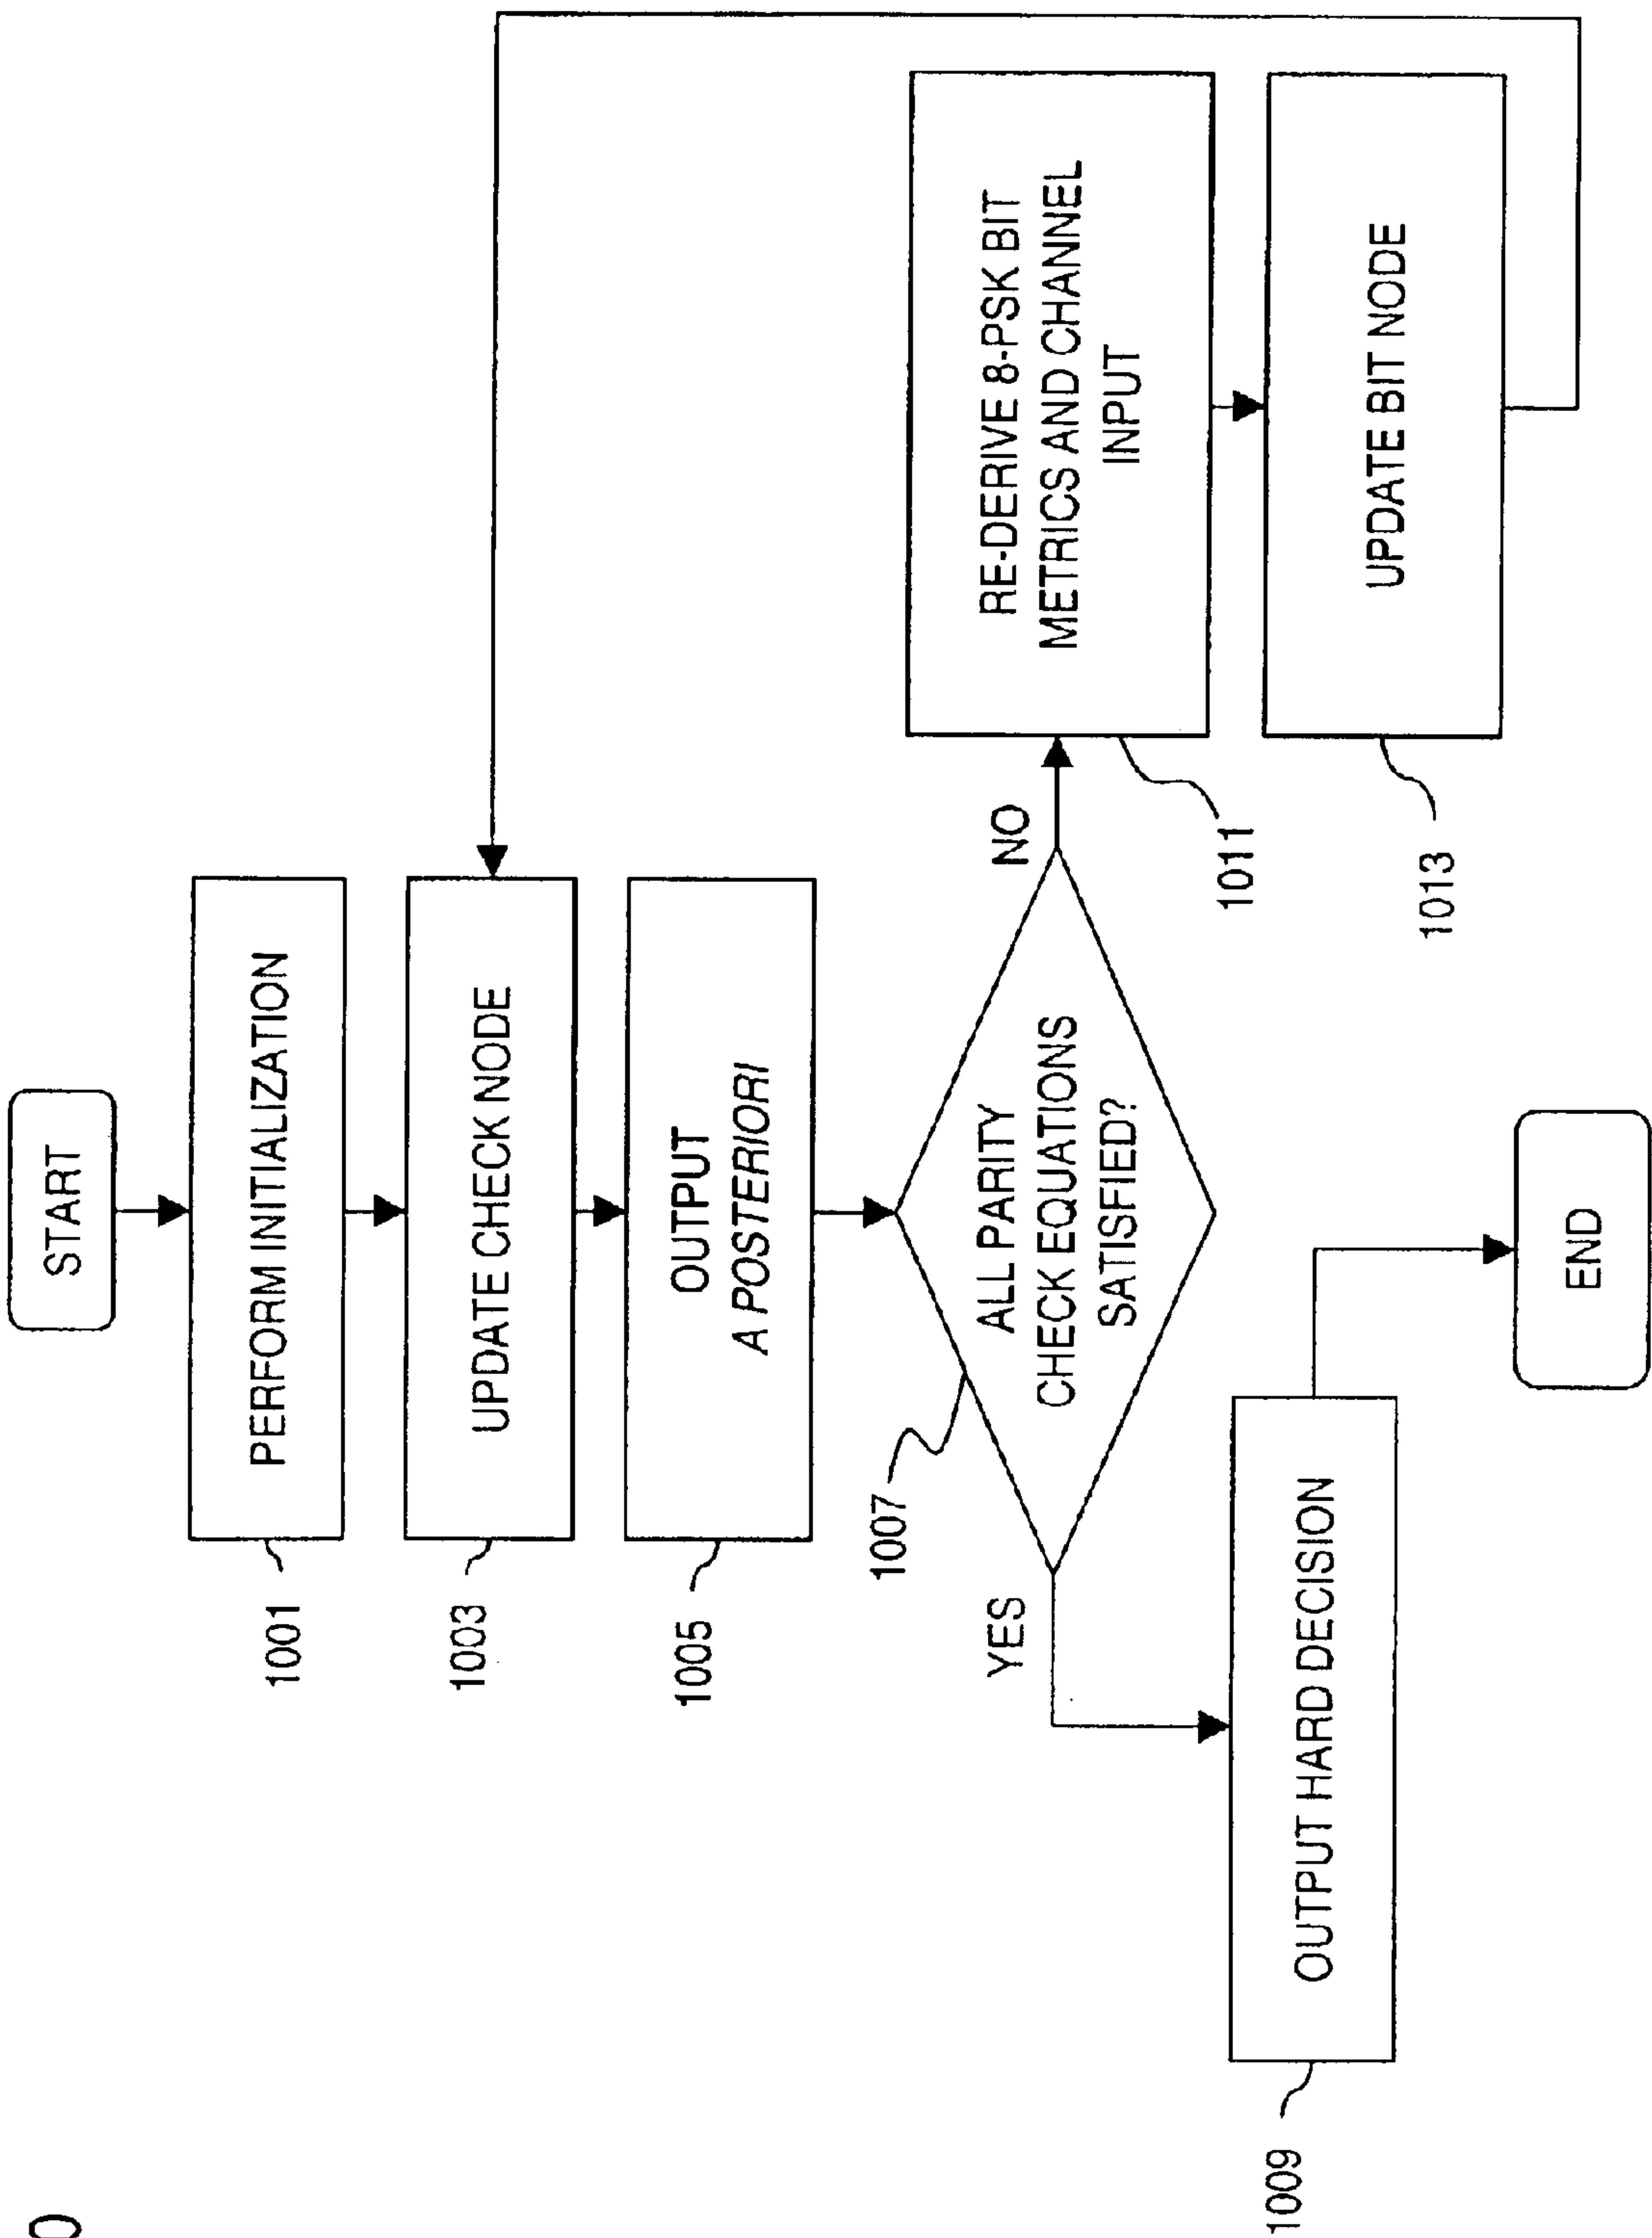 START
PERFORM INITIALIZATION
1001
UPDATE CHECK NODE
1003
OUTPUT
A POSTERIORI
1005
ALL PARITY
CHECK EQUATIONS
SATISFIED?
1007
NO
RE-DERIVE 8-PSK BIT
METRICS AND CHANNEL
INPUT
1011
UPDATE BIT NODE
1013
YES
OUTPUT HARD DECISION
1009
END